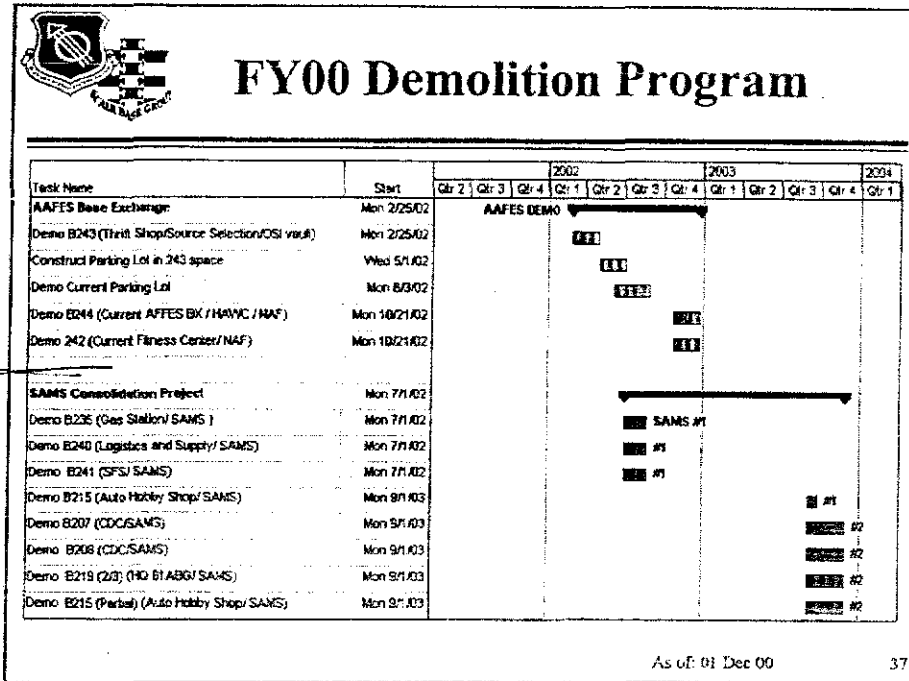 FY00 Demolition Program
AIR BASE GROUP
2002 2003 2004
Task Name Start Qtr 2 Qtr 3 Qtr 4 Qtr 1 Qtr 2 Qtr 3 Qtr 4 Qtr 1 Qtr 2 Qtr 3 Qtr 4 Qtr 1
AAFES Base Exchange Mon 2/25/02 AAFES DEMO
Demo B243 (Thrift Shop/Source Selection/OSI vault) Mon 2/25/02
Construct Parking Lot in 243 space Wed 5/1/02
Demo Current Parking Lot Mon 6/3/02
Demo B244 (Current AFFES BX / HAWC / NAF) Mon 10/21/02
Demo 242 (Current Fitness Center/ NAF) Mon 10/21/02
SAMS Consolidation Project Mon 7/1/02
Demo B235 (Gas Station/ SAMS ) Mon 7/1/02 SAMS #1
Demo B240 (Logistics and Supply/ SAMS) Mon 7/1/02 #1
Demo B241 (SFS/ SAMS) Mon 7/1/02 #1
Demo B215 (Auto Hobby Shop/ SAMS) Mon 9/1/03 #1
Demo B207 (CDC/SAMS) Mon 9/1/03 #2
Demo B208 (CDC/SAMS) Mon 9/1/03 #2
Demo B219 (2/3) (HQ 61 ABG/ SAMS) Mon 9/1/03 #2
Demo B215 (Partial) (Auto Hobby Shop/ SAMS) Mon 9/1/03 #2
As of: 01 Dec 00 37